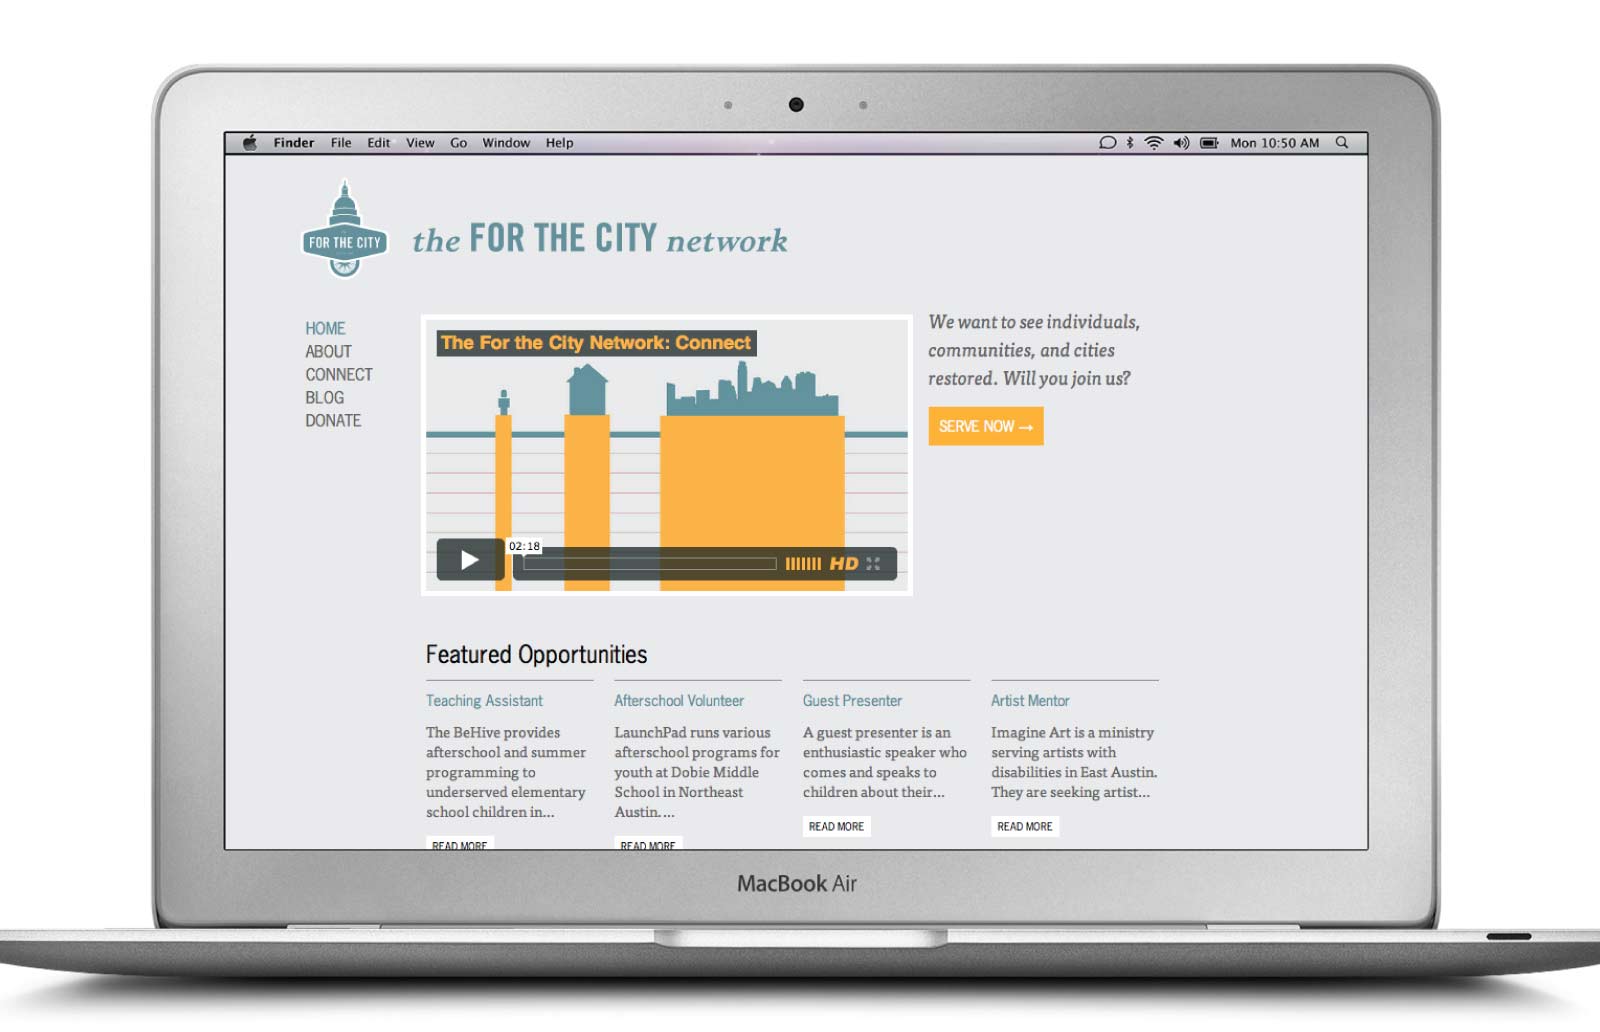 Finder File Edit View Go Window Help Mon 10:50 AM
FOR THE CITY
the FOR THE CITY network
HOME
ABOUT
CONNECT
BLOG
DONATE
The For the City Network: Connect
02:18
HD
We want to see individuals,
communities, and cities
restored. Will you join us?
SERVE NOW →
Featured Opportunities
Teaching Assistant
The BeHive provides
afterschool and summer
programming to
underserved elementary
school children in...
READ MORE
Afterschool Volunteer
LaunchPad runs various
afterschool programs for
youth at Dobie Middle
School in Northeast
Austin....
READ MORE
Guest Presenter
A guest presenter is an
enthusiastic speaker who
comes and speaks to
children about their...
READ MORE
Artist Mentor
Imagine Art is a ministry
serving artists with
disabilities in East Austin.
They are seeking artist...
READ MORE
MacBook Air